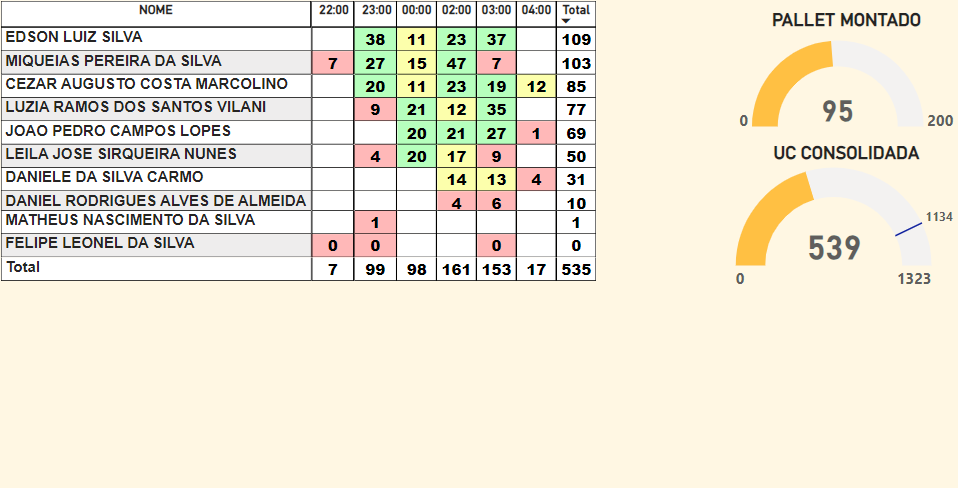 NOME 22:00 23:00 00:00 02:00 03:00 04:00 Total
EDSON LUIZ SILVA 38 11 23 37 109
MIQUEIAS PEREIRA DA SILVA 7 27 15 47 7 103
CEZAR AUGUSTO COSTA MARCOLINO 20 11 23 19 12 85
LUZIA RAMOS DOS SANTOS VILANI 9 21 12 35 77
JOAO PEDRO CAMPOS LOPES 20 21 27 1 69
LEILA JOSE SIRQUEIRA NUNES 4 20 17 9 50
DANIELE DA SILVA CARMO 14 13 4 31
DANIEL RODRIGUES ALVES DE ALMEIDA 4 6 10
MATHEUS NASCIMENTO DA SILVA 1 1
FELIPE LEONEL DA SILVA 0 0 0 0
Total 7 99 98 161 153 17 535
PALLET MONTADO
95
0 200
UC CONSOLIDADA
1134
539
0 1323